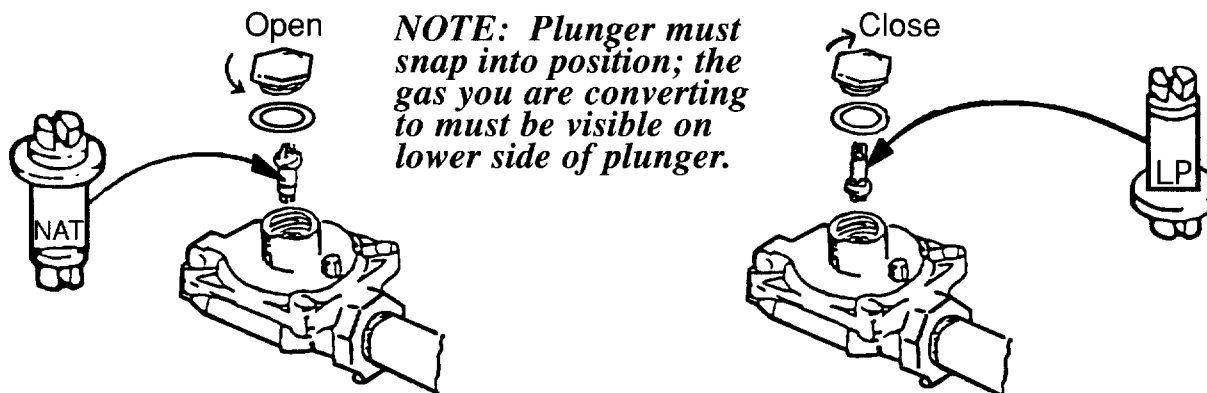 Open
NOTE: Plunger must
snap into position; the
gas you are converting
to must be visible on
lower side of plunger.
Close
NAT
LP